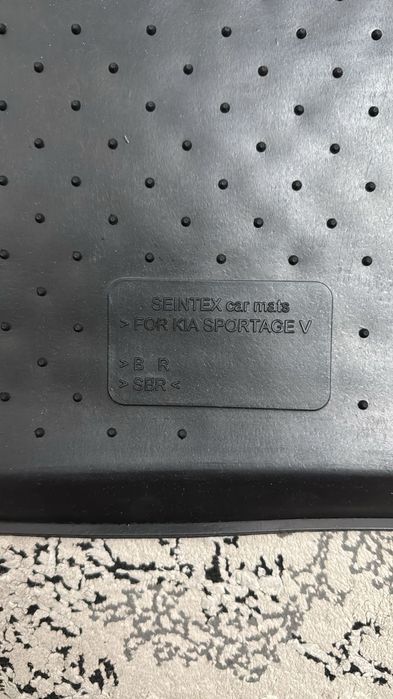 SEINTEX car mats
> FOR KIA SPORTAGE V
> B R
> SBR <